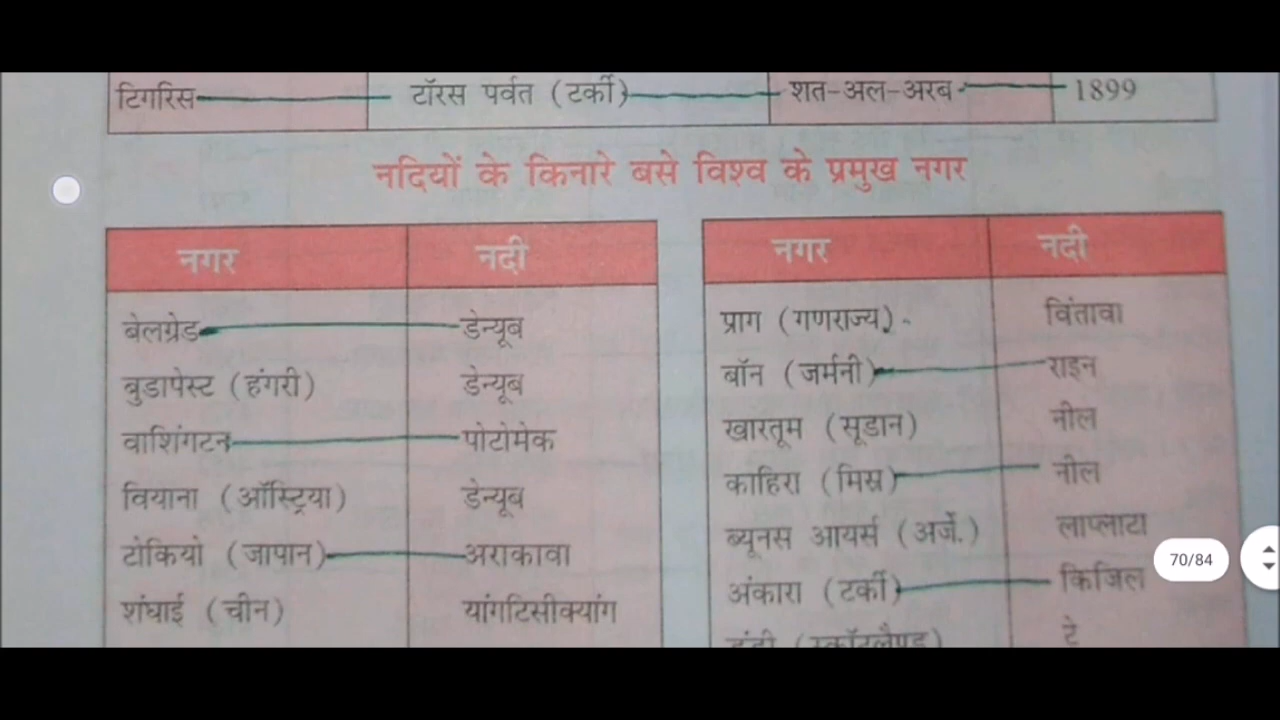 टिगरिस टॉरस पर्वत (टर्की) शत-अल-अरब 1899
नदियों के किनारे बसे विश्व के प्रमुख नगर
नगर नदी
बेलग्रेड डेन्यूब
बुडापेस्ट (हंगरी) डेन्यूब
वाशिंगटन पोटोमेक
वियाना (ऑस्ट्रिया) डेन्यूब
टोकियो (जापान) अराकावा
शंघाई (चीन) यांगटिसीक्यांग
नगर नदी
प्राग (गणराज्य) विंतावा
बॉन (जर्मनी) राइन
खारतूम (सूडान) नील
काहिरा (मिस्र) नील
ब्यूनस आयर्स (अर्जे.) लाप्लाटा
अंकारा (टर्की) किजिल
(स्कॉटलैण्ड) टे
70/84